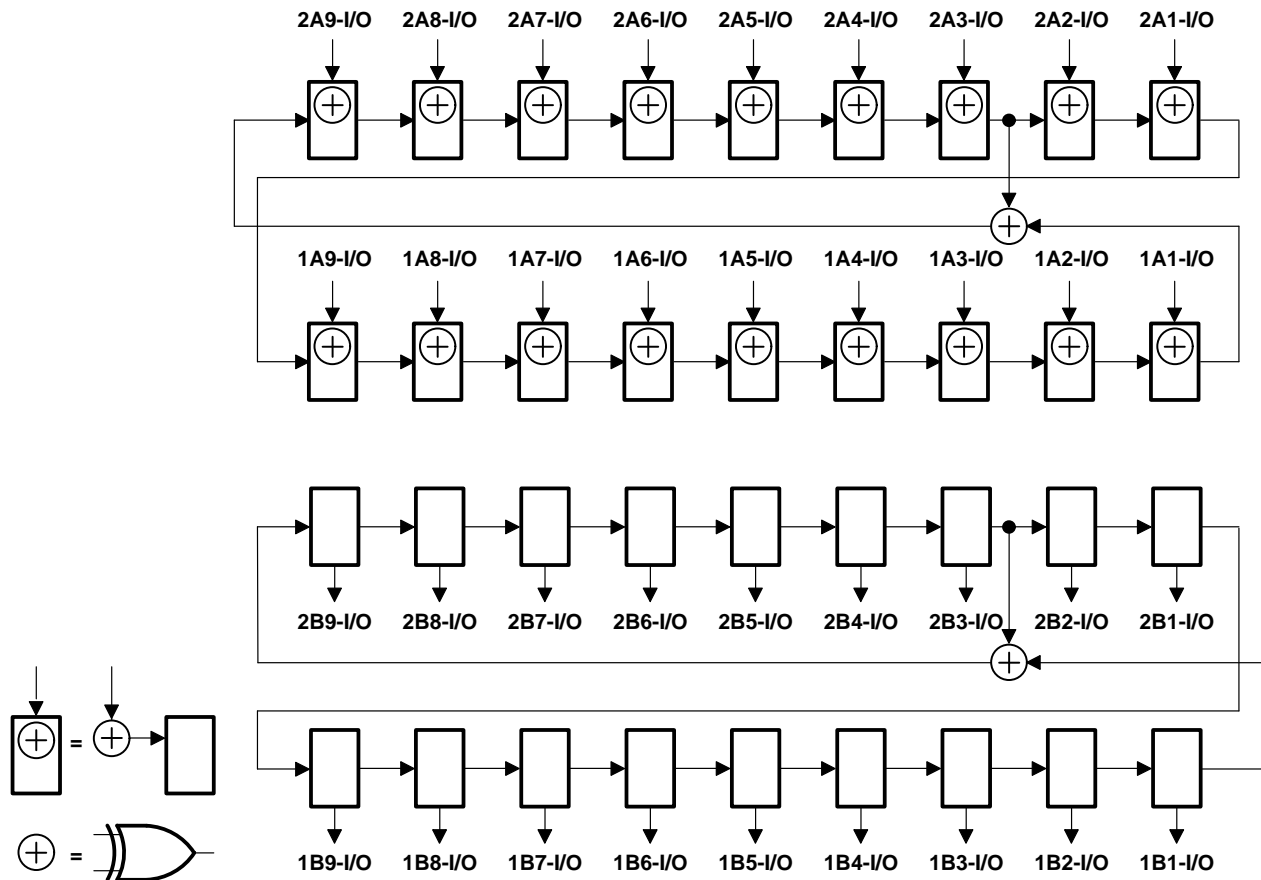 2A9-I/O 2A8-I/O 2A7-I/O 2A6-I/O 2A5-I/O 2A4-I/O 2A3-I/O 2A2-I/O 2A1-I/O
1A9-I/O 1A8-I/O 1A7-I/O 1A6-I/O 1A5-I/O 1A4-I/O 1A3-I/O 1A2-I/O 1A1-I/O
2B9-I/O 2B8-I/O 2B7-I/O 2B6-I/O 2B5-I/O 2B4-I/O 2B3-I/O 2B2-I/O 2B1-I/O
=
=
1B9-I/O 1B8-I/O 1B7-I/O 1B6-I/O 1B5-I/O 1B4-I/O 1B3-I/O 1B2-I/O 1B1-I/O